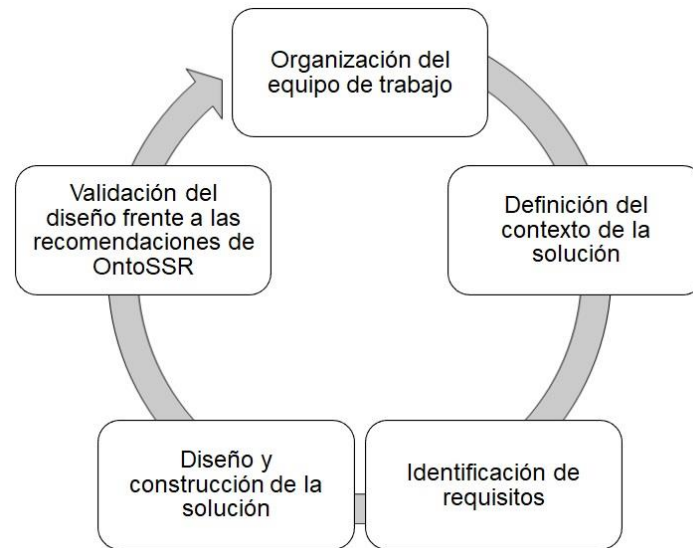 Organización del
equipo de trabajo
Definición del
contexto de la
solución
Identificación de
requisitos
Diseño y
construcción de la
solución
Validación del
diseño frente a las
recomendaciones de
OntoSSR